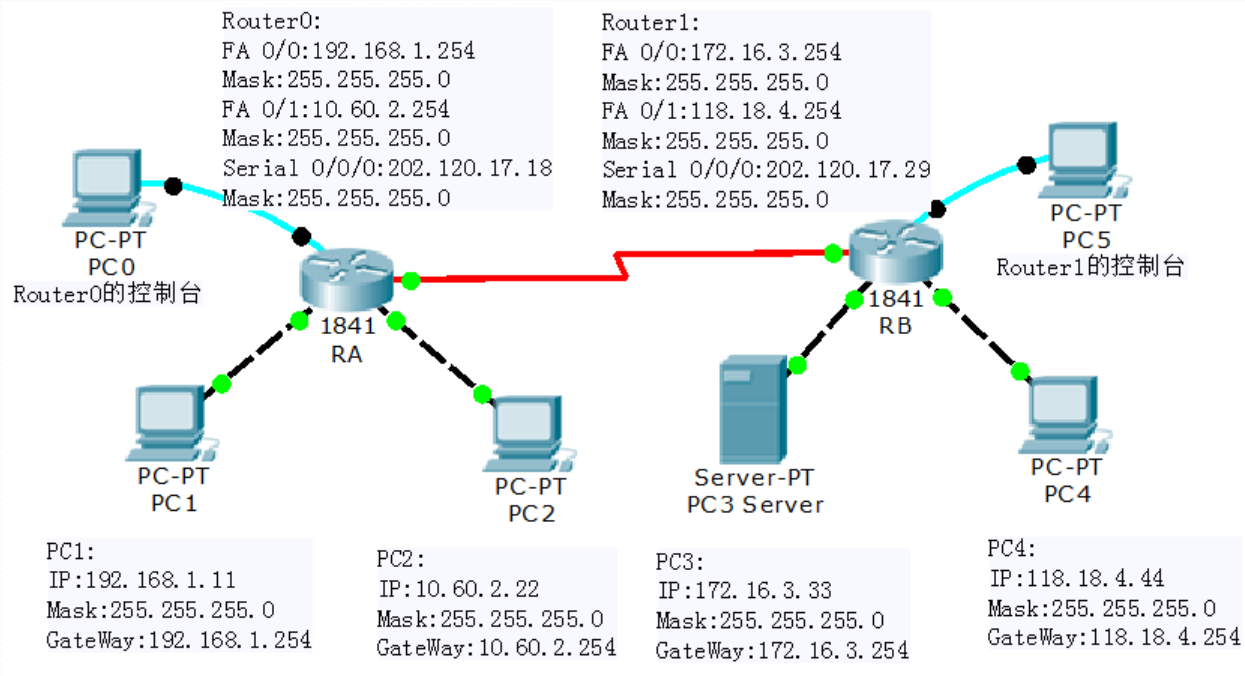 Router0:
FA 0/0:192.168.1.254
Mask:255.255.255.0
FA 0/1:10.60.2.254
Mask:255.255.255.0
Serial 0/0/0:202.120.17.18
Mask:255.255.255.0
Router1:
FA 0/0:172.16.3.254
Mask:255.255.255.0
FA 0/1:118.18.4.254
Mask:255.255.255.0
Serial 0/0/0:202.120.17.29
Mask:255.255.255.0
PC-PT
PC0
Router0的控制台
1841
RA
1841
RB
PC-PT
PC5
Router1的控制台
PC-PT
PC1
PC-PT
PC2
Server-PT
PC3 Server
PC-PT
PC4
PC1:
IP:192.168.1.11
Mask:255.255.255.0
GateWay:192.168.1.254
PC2:
IP:10.60.2.22
Mask:255.255.255.0
GateWay:10.60.2.254
PC3:
IP:172.16.3.33
Mask:255.255.255.0
GateWay:172.16.3.254
PC4:
IP:118.18.4.44
Mask:255.255.255.0
GateWay:118.18.4.254